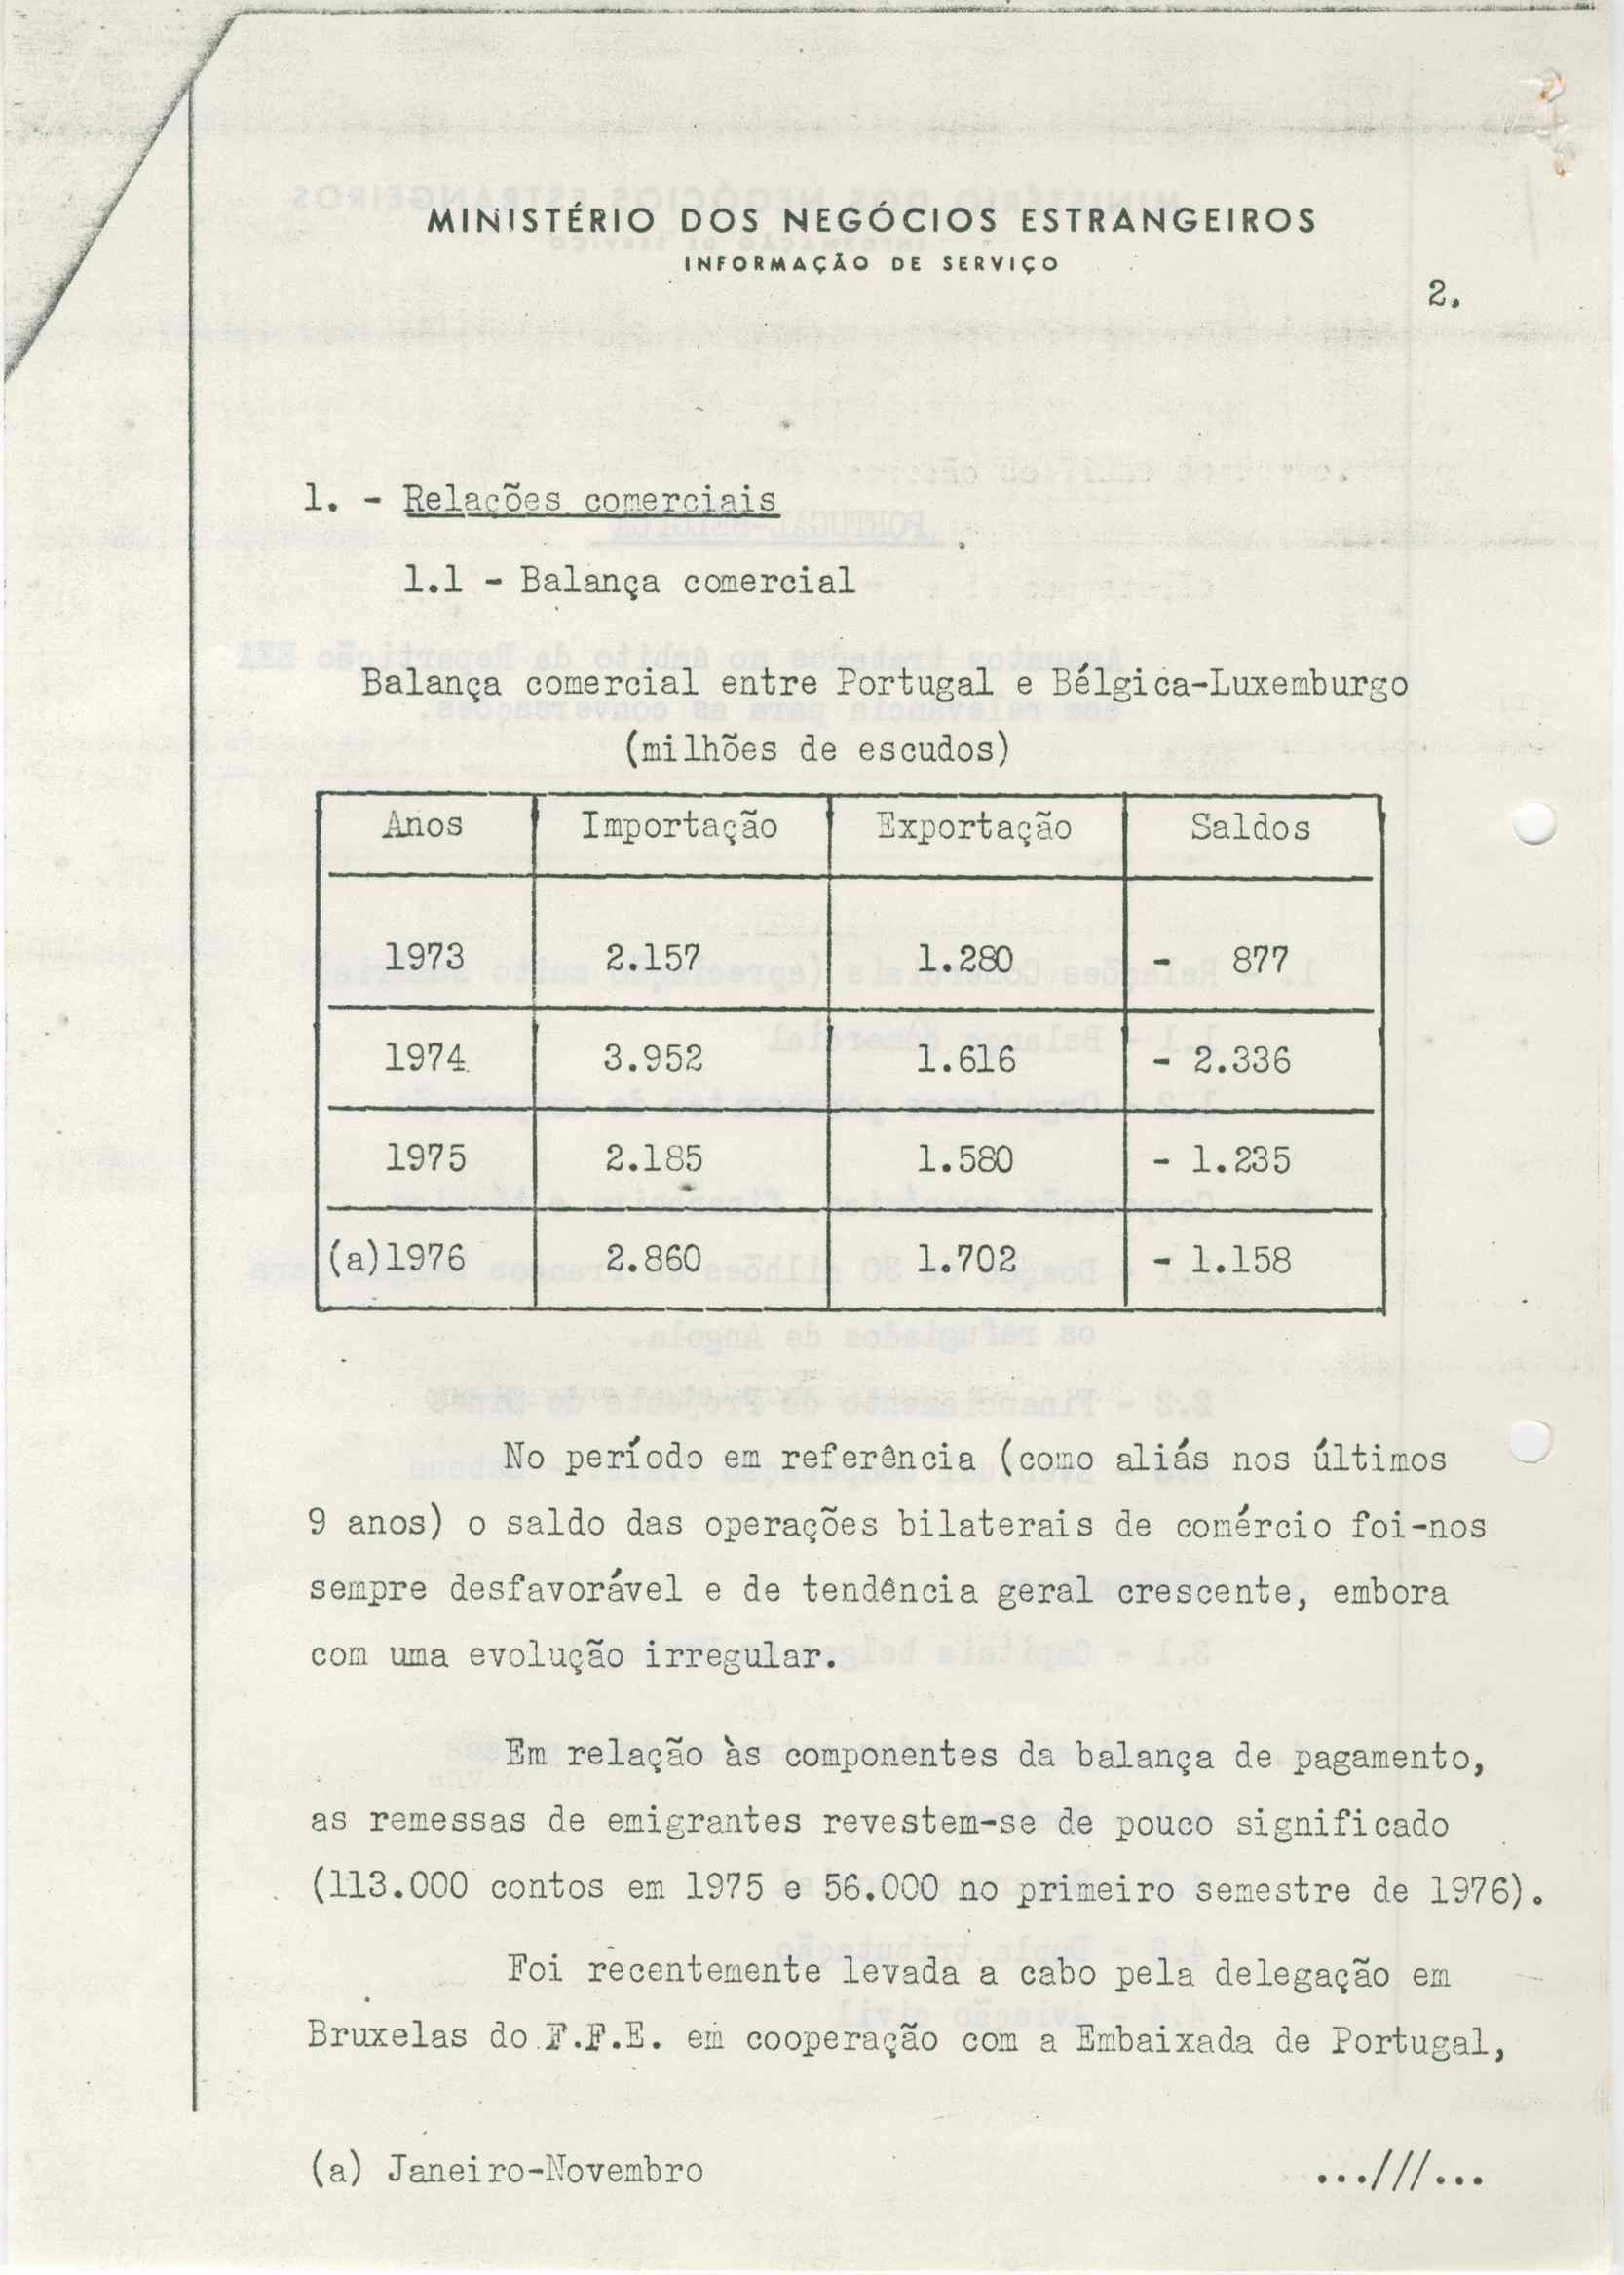 MINISTÉRIO DOS NEGÓCIOS ESTRANGEIROS
INFORMAÇÃO DE SERVIÇO
2.
1. - Relações comerciais
1.1 - Balança comercial
Balança comercial entre Portugal e Bélgica-Luxemburgo
(milhões de escudos)
Anos Importação Exportação Saldos
1973 2.157 1.280 - 877
1974 3.952 1.616 - 2.336
1975 2.185 1.580 - 1.235
(a)1976 2.860 1.702 - 1.158
No período em referência (como aliás nos últimos
9 anos) o saldo das operações bilaterais de comércio foi-nos
sempre desfavorável e de tendência geral crescente, embora
com uma evolução irregular.
Em relação às componentes da balança de pagamento,
as remessas de emigrantes revestem-se de pouco significado
(113.000 contos em 1975 e 56.000 no primeiro semestre de 1976).
Foi recentemente levada a cabo pela delegação em
Bruxelas do F.F.E. em cooperação com a Embaixada de Portugal,
(a) Janeiro-Novembro
...///...